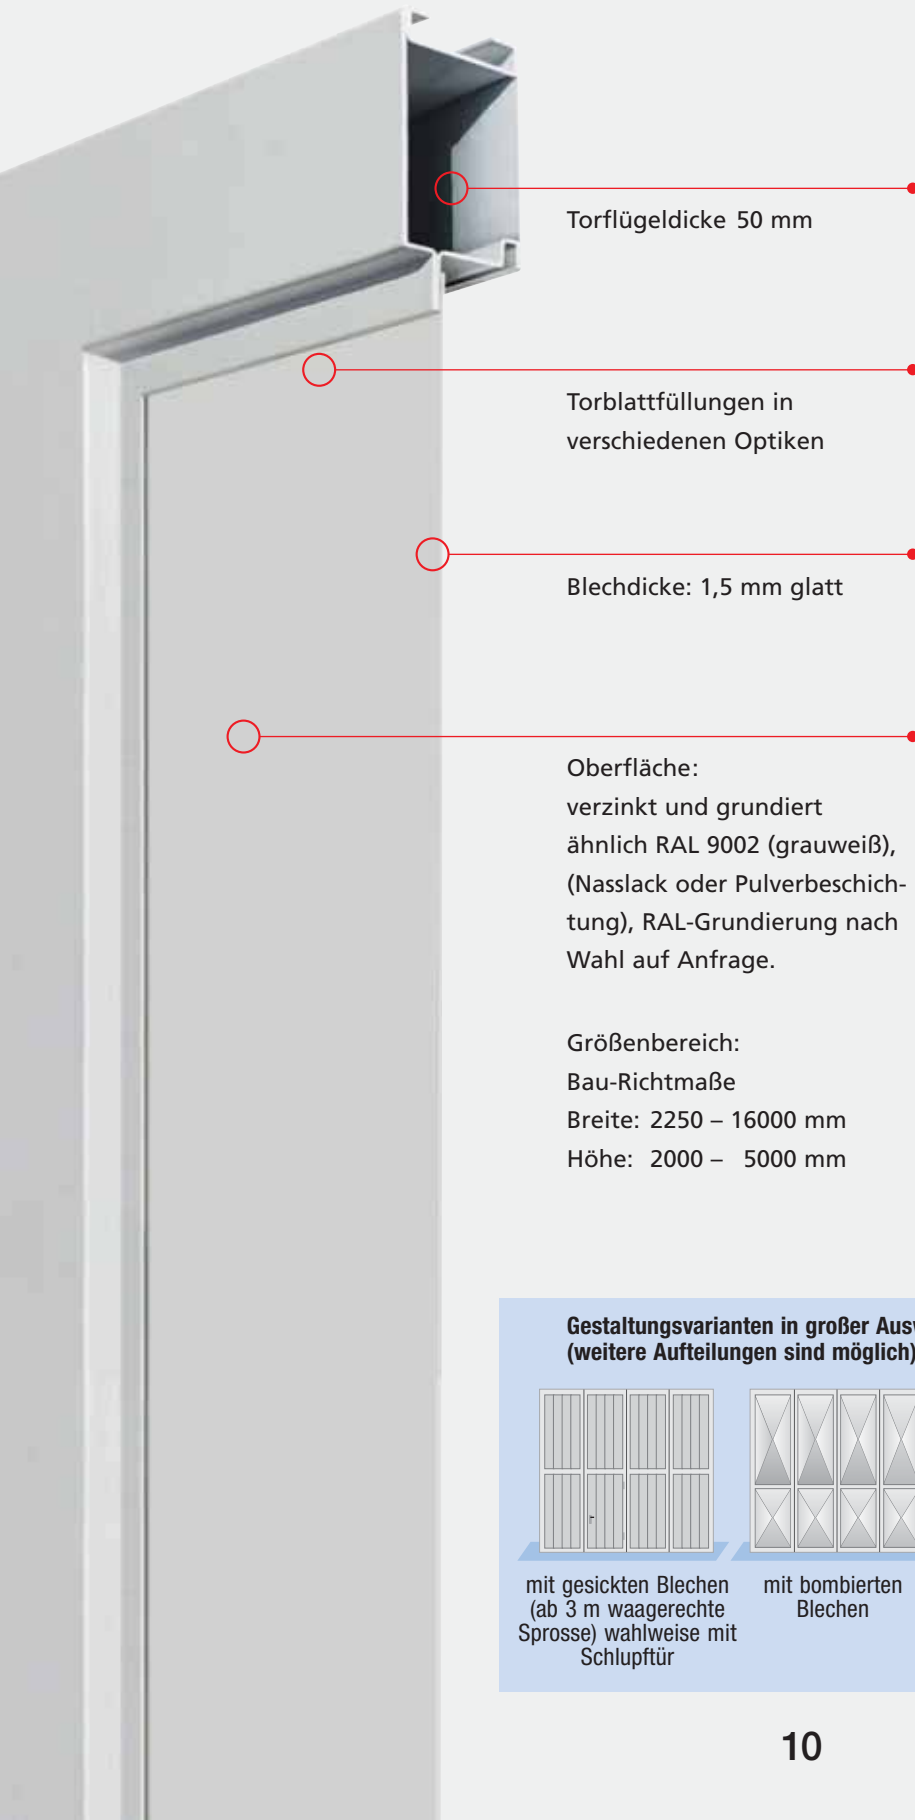 Torflügeldicke 50 mm
Torblattfüllungen in
verschiedenen Optiken
Blechdicke: 1,5 mm glatt
Oberfläche:
verzinkt und grundiert
ähnlich RAL 9002 (grauweiß),
(Nasslack oder Pulverbeschich-
tung), RAL-Grundierung nach
Wahl auf Anfrage.
Größenbereich:
Bau-Richtmaße
Breite: 2250 – 16000 mm
Höhe: 2000 – 5000 mm
Gestaltungsvarianten in großer
(weitere Aufteilungen sind möglich)
mit gesickten Blechen
(ab 3 m waagerechte
Sprosse) wahlweise mit
Schlupftür
mit bombierten
Blechen
10